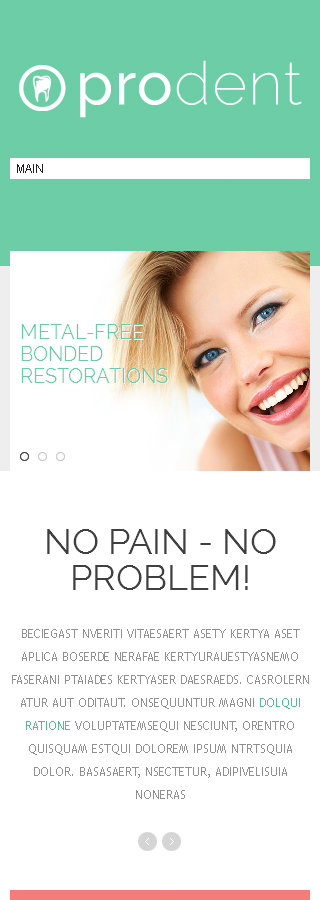 prodent
MAIN
METAL-FREE
BONDED
RESTORATIONS
NO PAIN - NO
PROBLEM!
BECIEGAST NVERITI VITAESAERT ASETY KERTYA ASET
APLICA BOSERDE NERAFAE KERTYURAUESTYASNEMO
FASERANI PTAIADES KERTYASER DAESRAEDS. CASROLERN
ATUR AUT ODITAUT. ONSEQUUNTUR MAGNI DOLQUI
RATIONE VOLUPTATEMSEQUI NESCIUNT, ORENTRO
QUISQUAM ESTQUI DOLOREM IPSUM NTRTSQUIA
DOLOR. BASASAERT, NSECTETUR, ADIPIVELISUIA
NONERAS